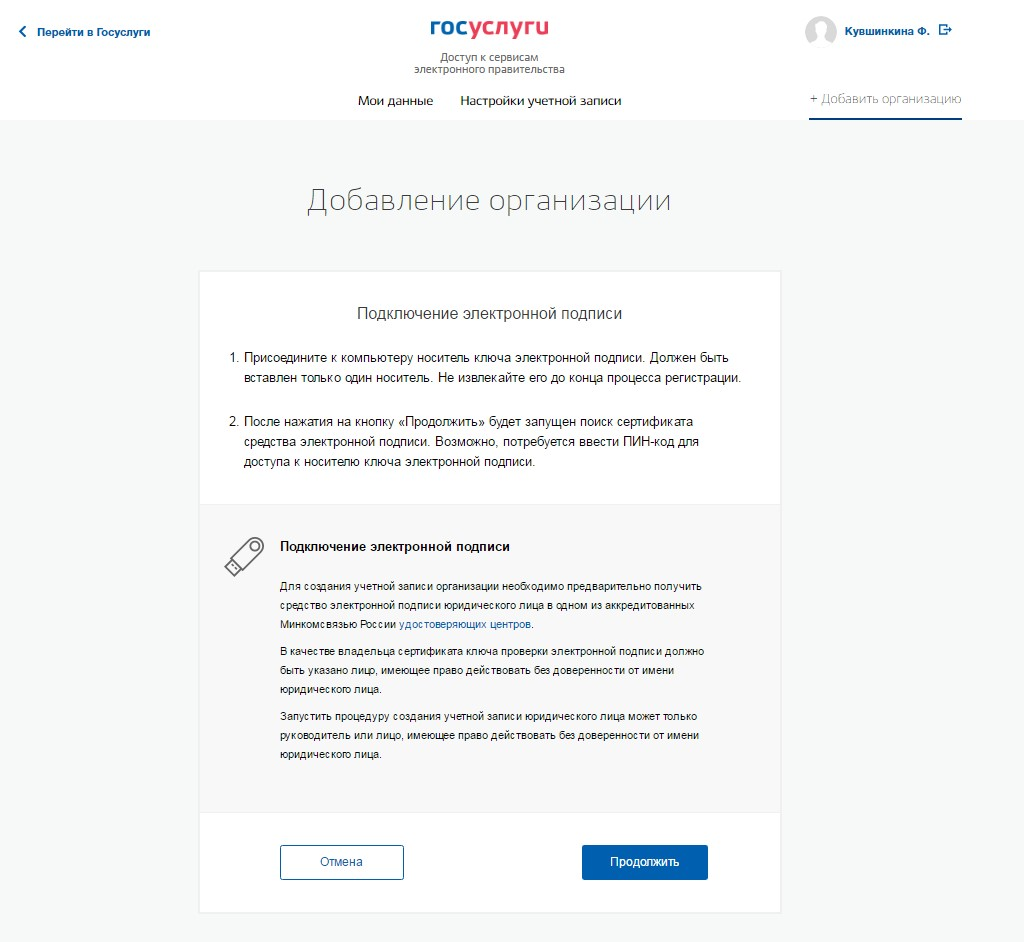 Перейти в Госуслуги
госуслуги
Кувшинкина Ф.
Доступ к сервисам
электронного правительства
Мои данные
Настройки учетной записи
+ Добавить организацию
Добавление организации
Подключение электронной подписи
1. Присоедините к компьютеру носитель ключа электронной подписи. Должен быть
вставлен только один носитель. Не извлекайте его до конца процесса регистрации.
2. После нажатия на кнопку «Продолжить» будет запущен поиск сертификата
средства электронной подписи. Возможно, потребуется ввести ПИН-код для
доступа к носителю ключа электронной подписи.
Подключение электронной подписи
Для создания учетной записи организации необходимо предварительно получить
средство электронной подписи юридического лица в одном из аккредитованных
Минкомсвязью России удостоверяющих центров.
В качестве владельца сертификата ключа проверки электронной подписи должно
быть указано лицо, имеющее право действовать без доверенности от имени
юридического лица.
Запустить процедуру создания учетной записи юридического лица может только
руководитель или лицо, имеющее право действовать без доверенности от имени
юридического лица.
Отмена
Продолжить